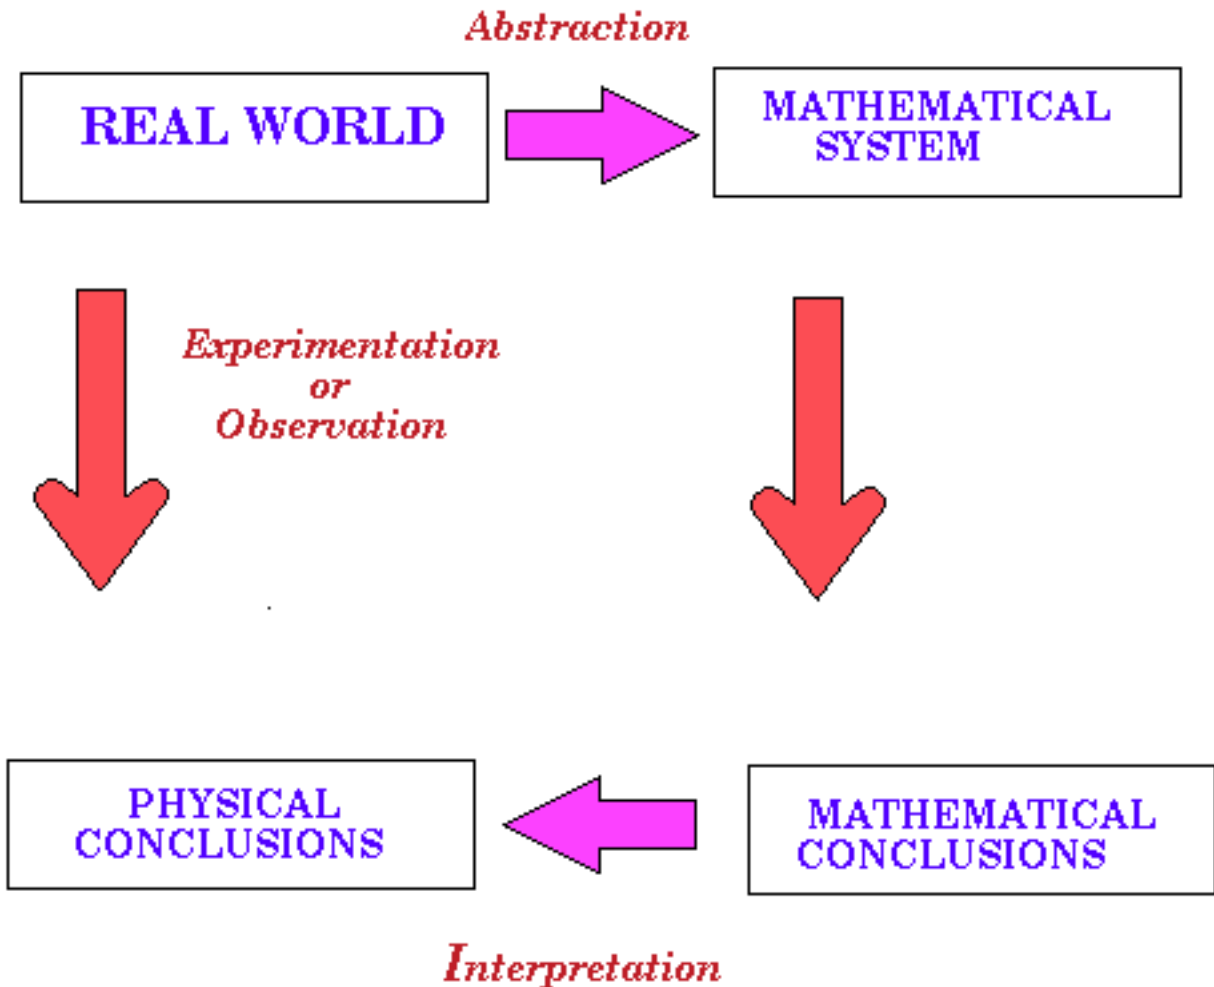 Abstraction
REAL WORLD
MATHEMATICAL
SYSTEM
Experimentation
or
Observation
PHYSICAL
CONCLUSIONS
MATHEMATICAL
CONCLUSIONS
Interpretation